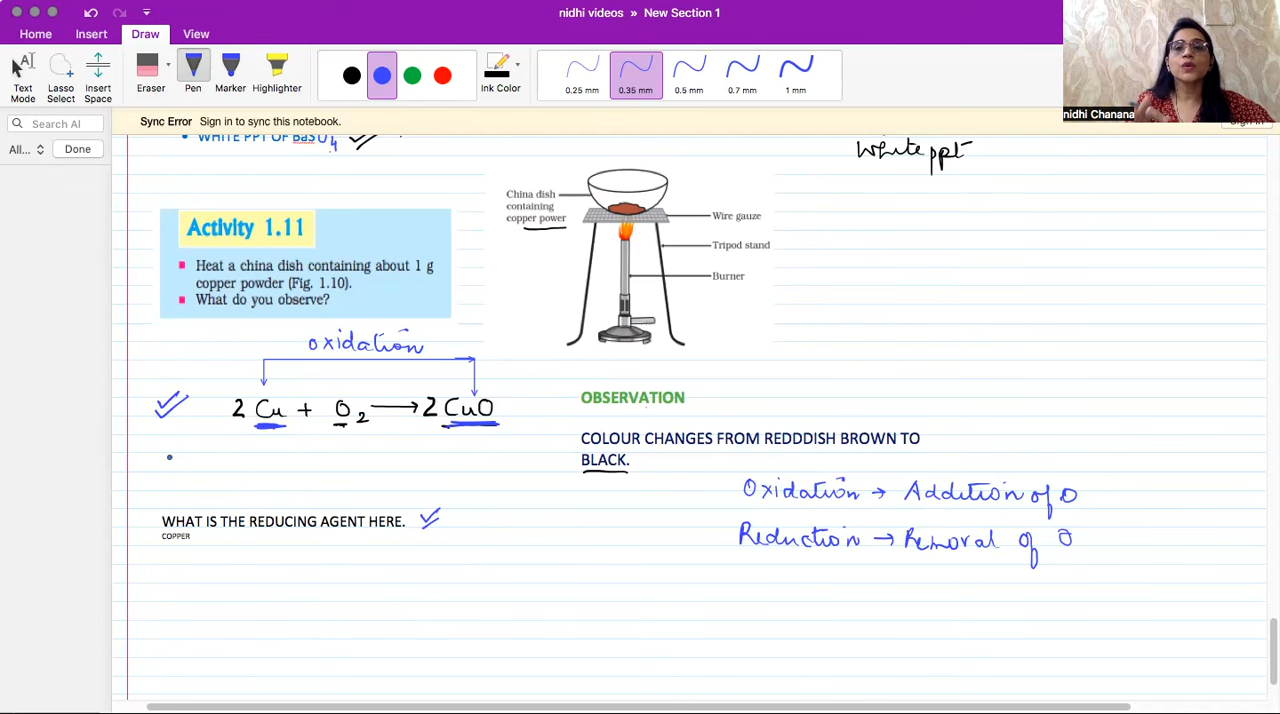 nidhi videos » New Section 1
Home Insert Draw View
Text Mode
Lasso Select
Insert Space
Eraser
Pen
Marker
Highlighter
Ink Color
0.25 mm
0.35 mm
0.5 mm
0.7 mm
1 mm
nidhi Chanana
Search Al
Sync Error Sign in to sync this notebook.
All...
Done
WHITE PPT OF BaSO4
White ppt
China dish
containing
copper power
Wire gauze
Tripod stand
Burner
Activity 1.11
Heat a china dish containing about 1 g
copper powder (Fig. 1.10).
What do you observe?
oxidation
2 Cu + O2 → 2 CuO
OBSERVATION
COLOUR CHANGES FROM REDDDISH BROWN TO
BLACK.
Oxidation → Addition of O
Reduction → Removal of O
WHAT IS THE REDUCING AGENT HERE.
COPPER